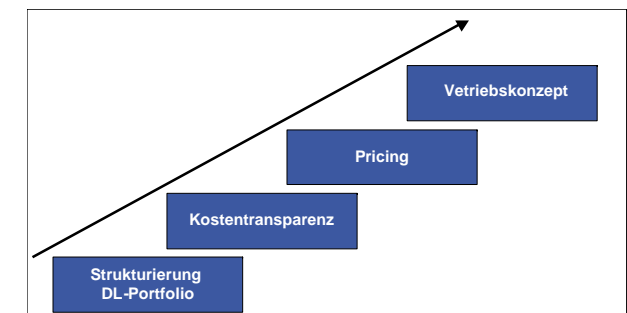 Vetriebskonzept
Pricing
Kostentransparenz
Strukturierung
DL-Portfolio